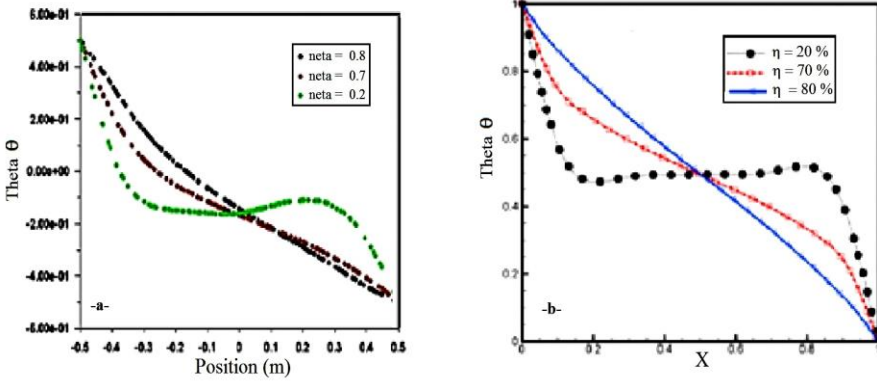 6.00e-01
4.00e-01
2.00e-01
0.00e+00
-2.00e-01
-4.00e-01
-6.00e-01
Theta θ
neta = 0.8
neta = 0.7
neta = 0.2
-a-
-0.5 -0.4 -0.3 -0.2 -0.1 0 0.1 0.2 0.3 0.4 0.5
Position (m)
1
0.8
0.6
0.4
0.2
0
Theta θ
η = 20 %
η = 70 %
η = 80 %
-b-
0.2 0.4 0.6 0.8
X